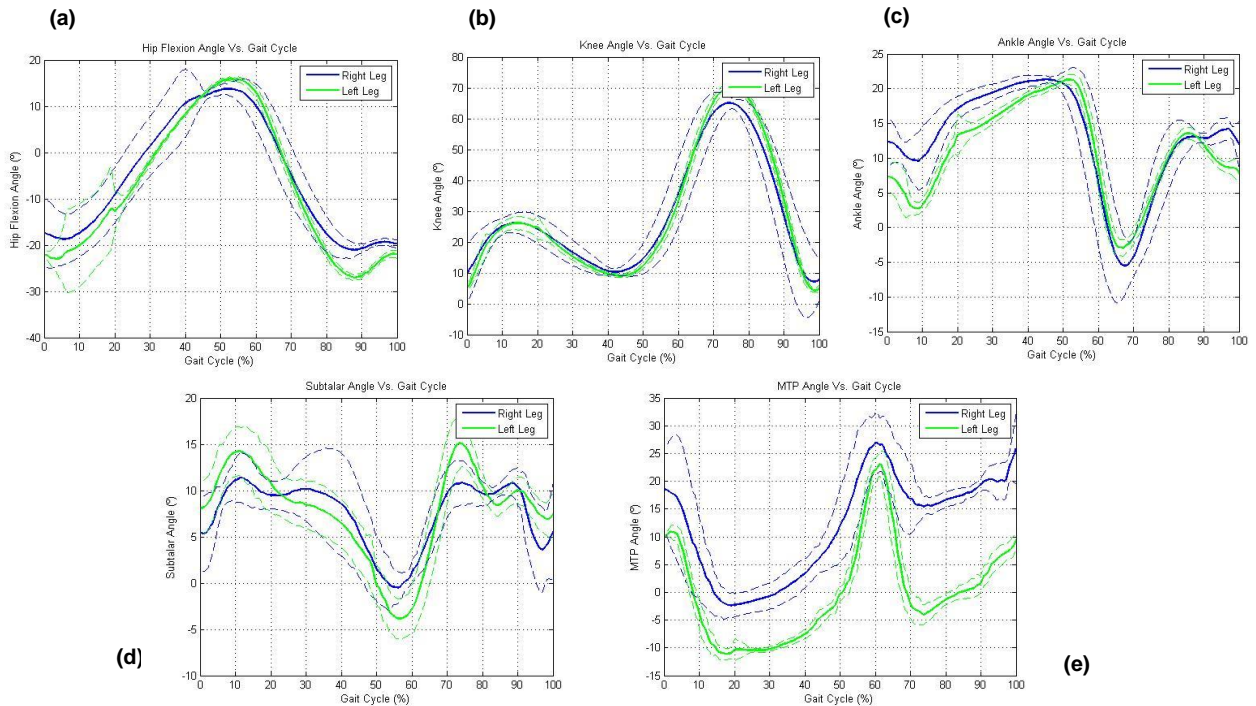 (a)
Hip Flexion Angle Vs. Gait Cycle
20
10
0
-10
-20
-30
-40
Hip Flexion Angle (º)
Right Leg
Left Leg
0 10 20 30 40 50 60 70 80 90 100
Gait Cycle (%)
(b)
Knee Angle Vs. Gait Cycle
80
70
60
50
40
30
20
10
0
-10
Knee Angle (º)
Right Leg
Left Leg
0 10 20 30 40 50 60 70 80 90 100
Gait Cycle (%)
(c)
Ankle Angle Vs. Gait Cycle
25
20
15
10
5
0
-5
-10
-15
Ankle Angle (º)
Right Leg
Left Leg
0 10 20 30 40 50 60 70 80 90 100
Gait Cycle (%)
Subtalar Angle Vs. Gait Cycle
20
15
10
5
0
-5
-10
Subtalar Angle (º)
Right Leg
Left Leg
0 10 20 30 40 50 60 70 80 90 100
Gait Cycle (%)
(d)
MTP Angle Vs. Gait Cycle
35
30
25
20
15
10
5
0
-5
-10
-15
MTP Angle (º)
Right Leg
Left Leg
0 10 20 30 40 50 60 70 80 90 100
Gait Cycle (%)
(e)